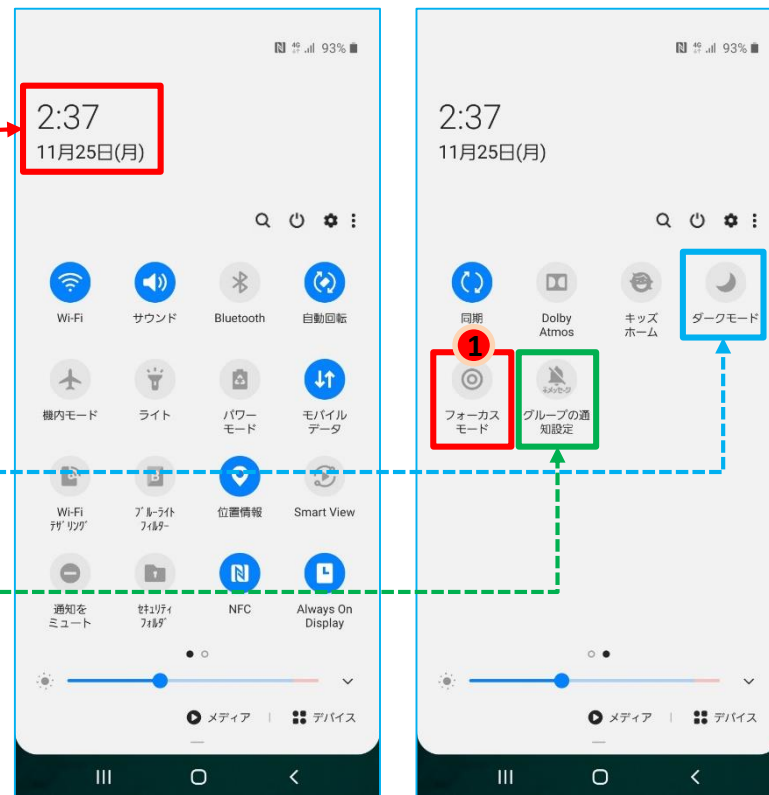 4G 93%
2:37
11月25日(月)
Wi-Fi
サウンド
Bluetooth
自動回転
機内モード
ライト
パワー
モード
モバイル
データ
Wi-Fi
ﾃｻﾞﾘﾝｸﾞ
ﾌﾞﾙｰﾗｲﾄ
ﾌｨﾙﾀｰ
位置情報
Smart View
通知を
ミュート
ｾｷｭﾘﾃｨ
ﾌｫﾙﾀﾞ
NFC
Always On
Display
メディア | デバイス
4G 93%
2:37
11月25日(月)
同期
Dolby
Atmos
キッズ
ホーム
ダークモード
1
フォーカス
モード
グループの通
知設定
メディア | デバイス